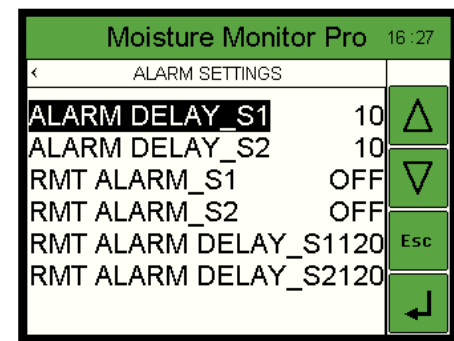 Moisture Monitor Pro 16:27
‹ ALARM SETTINGS
ALARM DELAY_S1 10
ALARM DELAY_S2 10
RMT ALARM_S1 OFF
RMT ALARM_S2 OFF
RMT ALARM DELAY_S1120
RMT ALARM DELAY_S2120
Esc